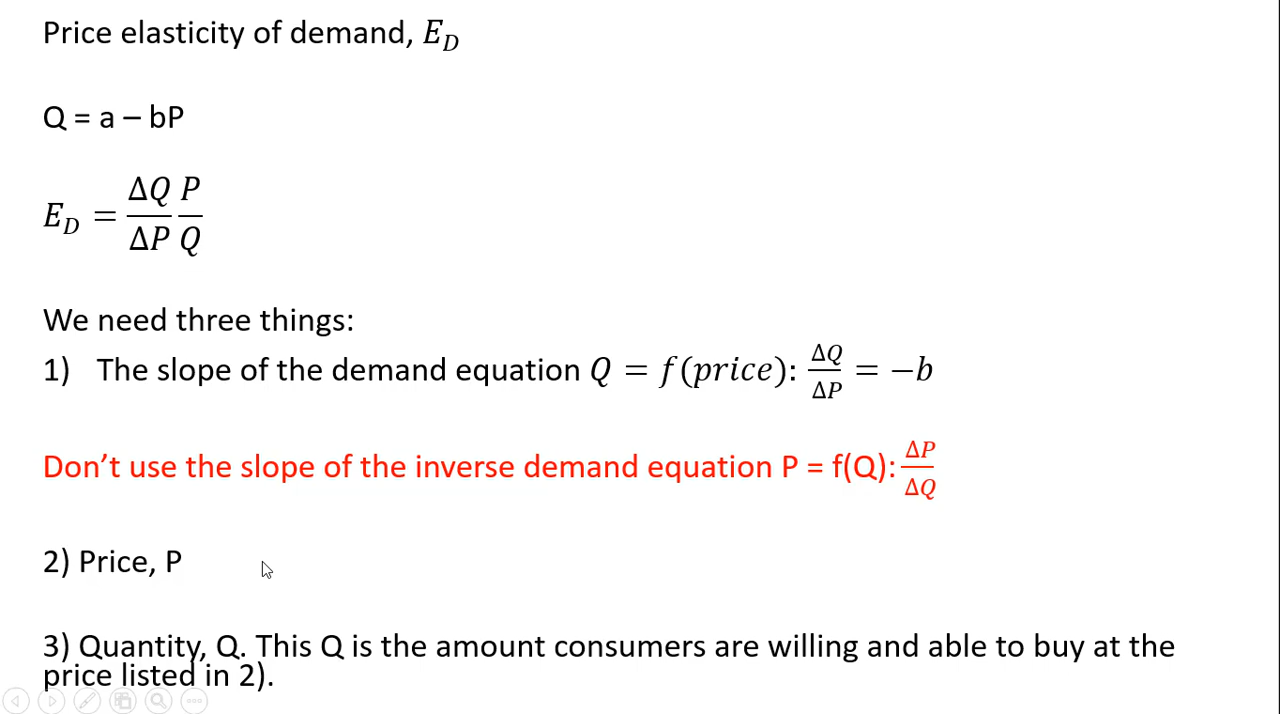 Price elasticity of demand, E_D
Q = a – bP
E_D = ΔQ/ΔP P/Q
We need three things:
1) The slope of the demand equation Q = f(price): ΔQ/ΔP = −b
Don’t use the slope of the inverse demand equation P = f(Q): ΔP/ΔQ
2) Price, P
3) Quantity, Q. This Q is the amount consumers are willing and able to buy at the
price listed in 2).